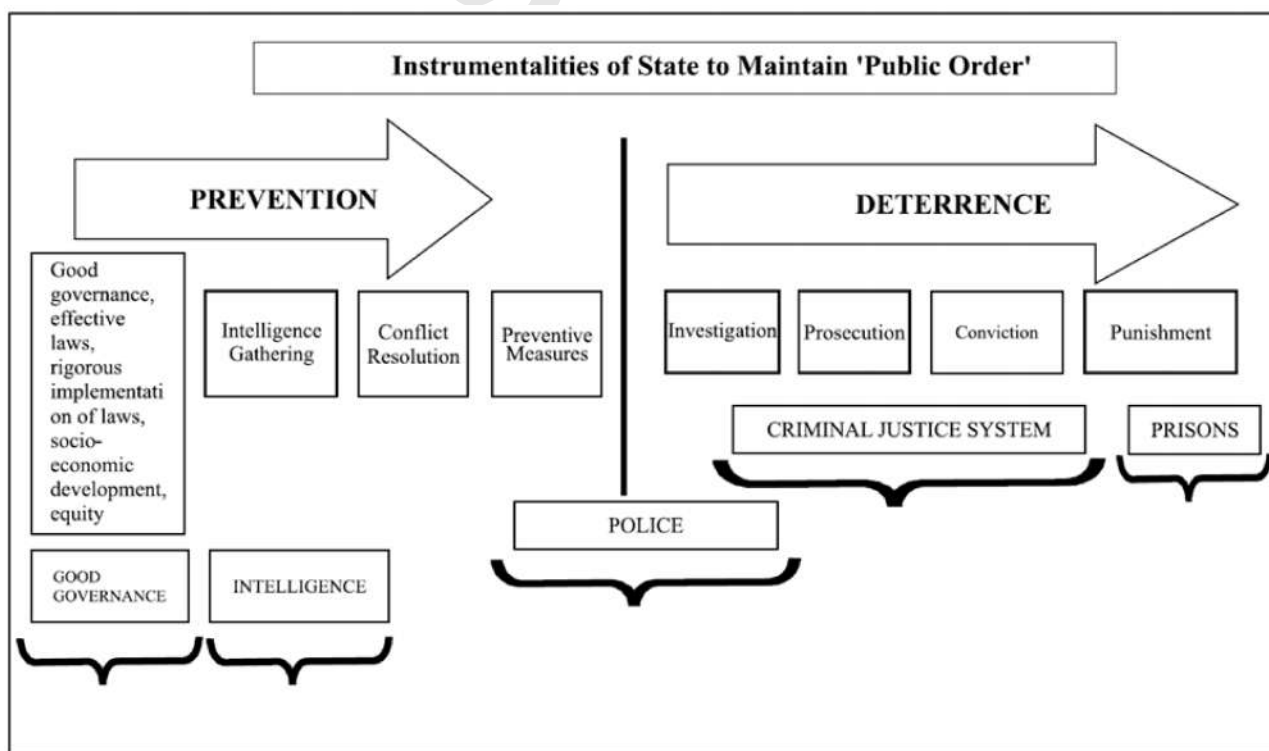 Instrumentalities of State to Maintain 'Public Order'
PREVENTION
DETERRENCE
Good
governance,
effective
laws,
rigorous
implementati
on of laws,
socio-
economic
development,
equity
Intelligence
Gathering
Conflict
Resolution
Preventive
Measures
Investigation
Prosecution
Conviction
Punishment
CRIMINAL JUSTICE SYSTEM
PRISONS
POLICE
GOOD
GOVERNANCE
INTELLIGENCE